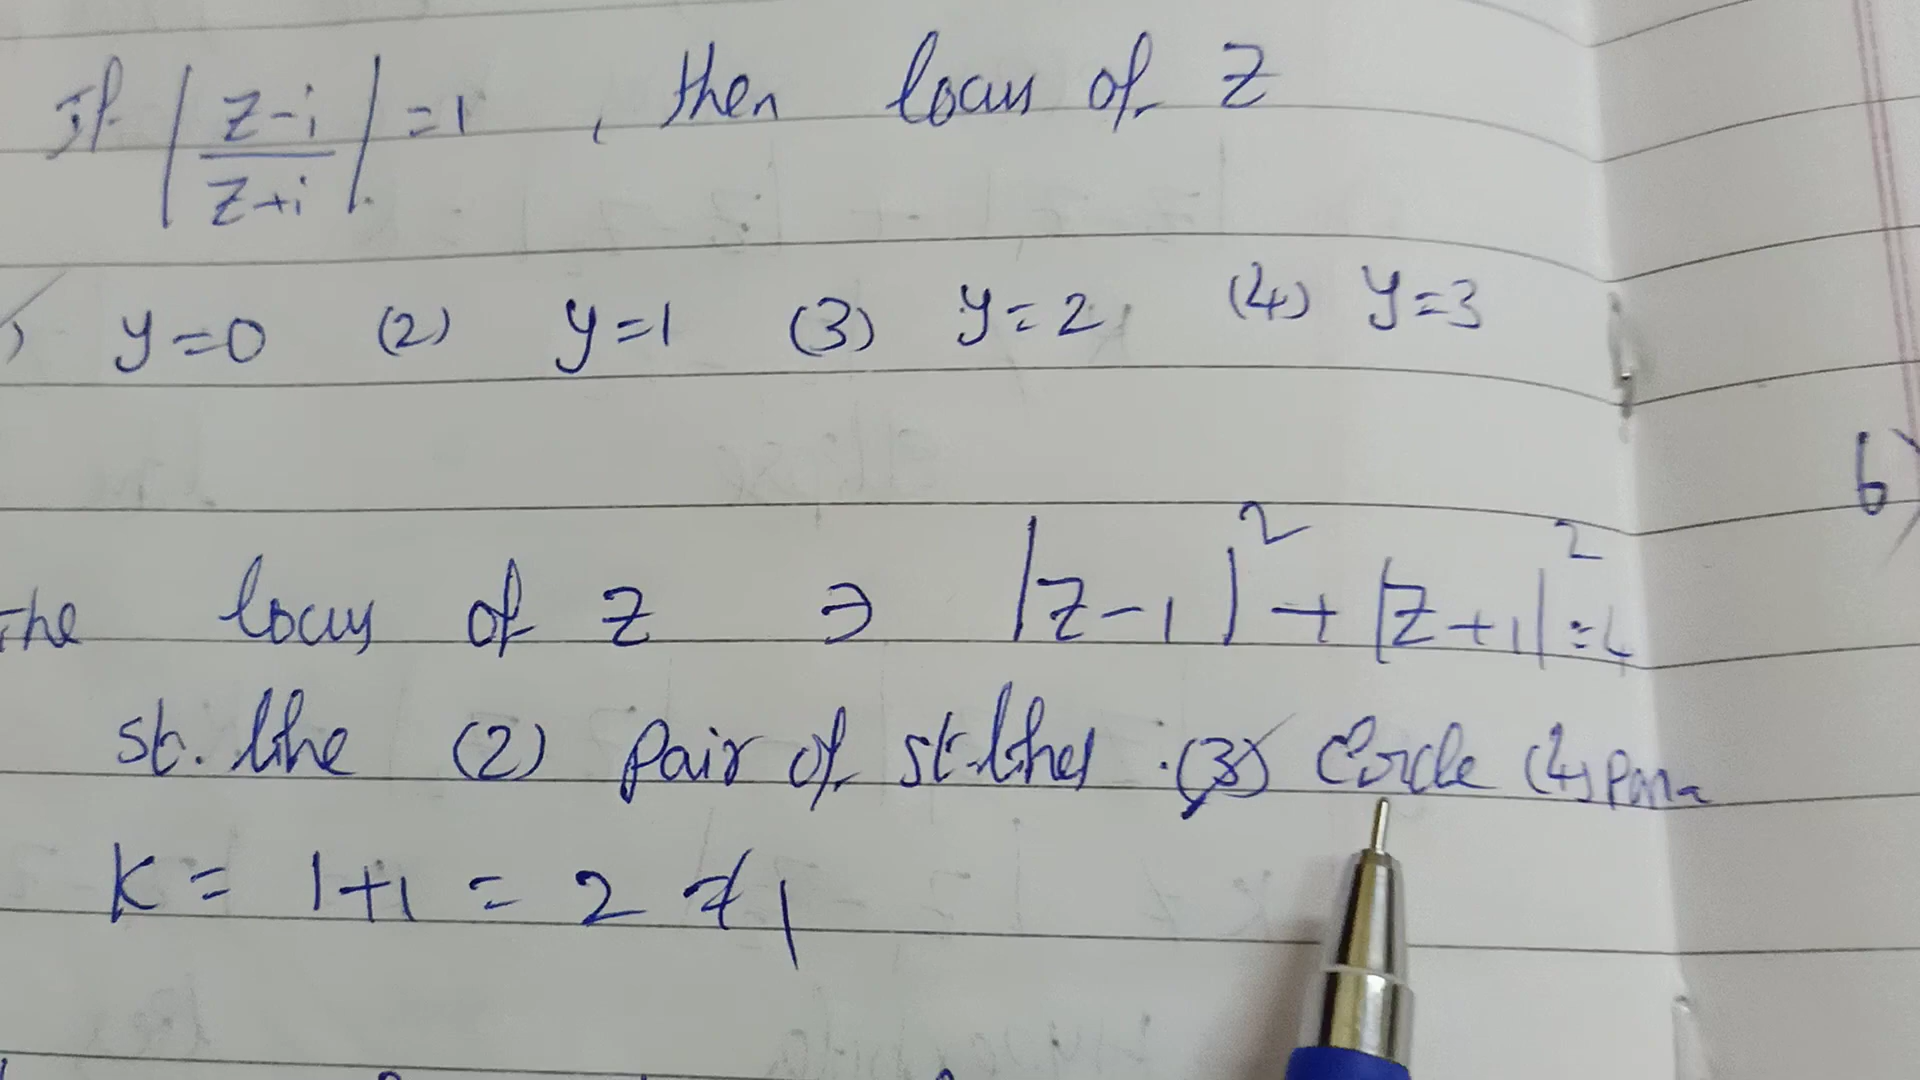 If |z-i/z+i| = 1, then locus of z
) y=0 (2) y=1 (3) y=2 (4) y=3
6)
The locus of z ∋ |z-1|² + |z+1|² = 4
st. line (2) Pair of st. lines (3) Circle (4) Para
K = 1+1 = 2 ≠ 1